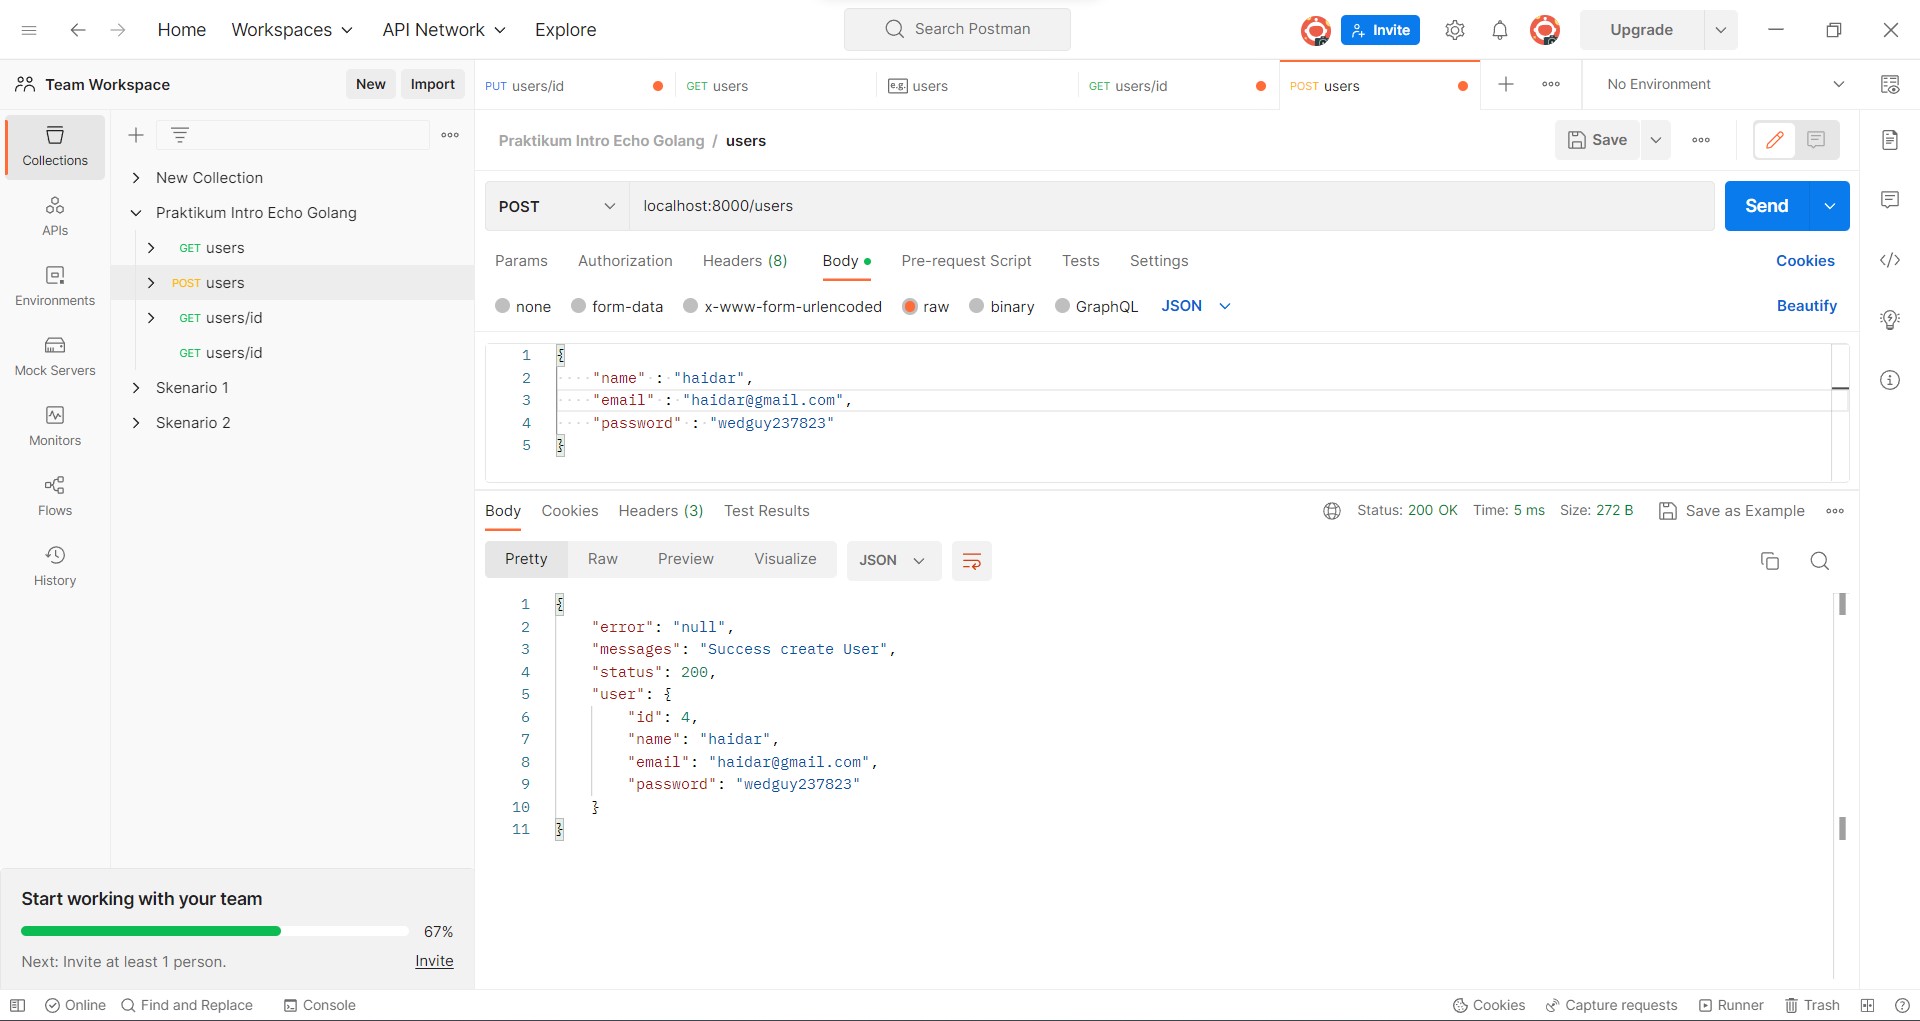 Home Workspaces API Network Explore Search Postman Invite Upgrade
Team Workspace New Import
PUT users/id GET users e.g. users GET users/id POST users No Environment
Collections
APIs
Environments
Mock Servers
Monitors
Flows
History
New Collection
Praktikum Intro Echo Golang
GET users
POST users
GET users/id
GET users/id
Skenario 1
Skenario 2
Praktikum Intro Echo Golang / users Save
POST localhost:8000/users Send
Params Authorization Headers (8) Body Pre-request Script Tests Settings Cookies
none form-data x-www-form-urlencoded raw binary GraphQL JSON Beautify
1 {
2 ····"name"·:·"haidar",
3 ····"email"·:·"haidar@gmail.com",
4 ····"password"·:·"wedguy237823"
5 }
Body Cookies Headers (3) Test Results Status: 200 OK Time: 5 ms Size: 272 B Save as Example
Pretty Raw Preview Visualize JSON
1 {
2 "error": "null",
3 "messages": "Success create User",
4 "status": 200,
5 "user": {
6 "id": 4,
7 "name": "haidar",
8 "email": "haidar@gmail.com",
9 "password": "wedguy237823"
10 }
11 }
Start working with your team
67%
Next: Invite at least 1 person. Invite
Online Find and Replace Console Cookies Capture requests Runner Trash